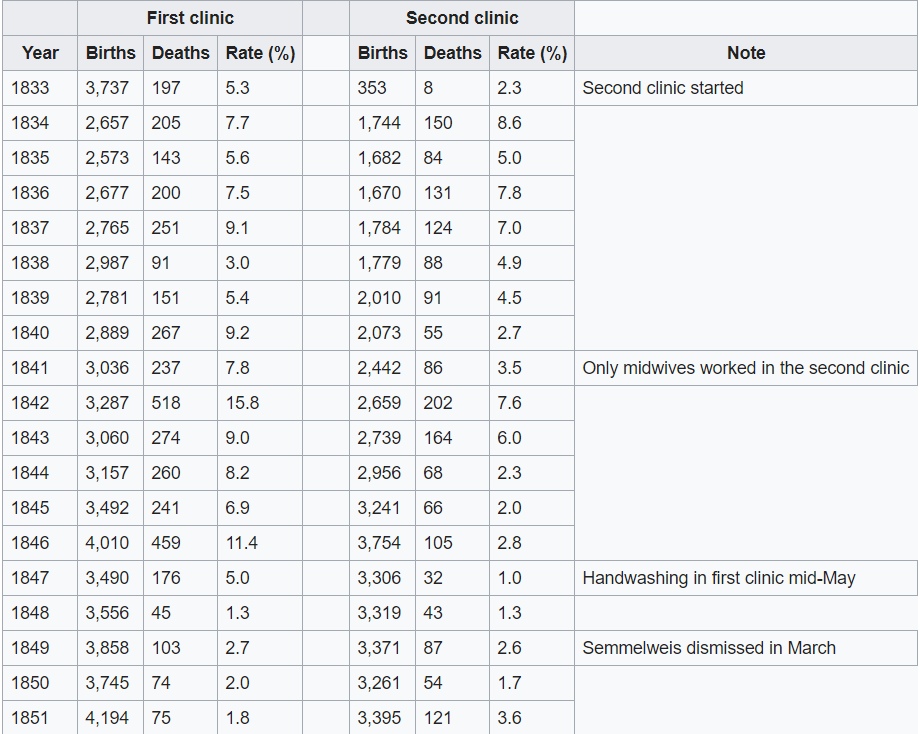 First clinic Second clinic
Year Births Deaths Rate (%) Births Deaths Rate (%) Note
1833 3,737 197 5.3 353 8 2.3 Second clinic started
1834 2,657 205 7.7 1,744 150 8.6
1835 2,573 143 5.6 1,682 84 5.0
1836 2,677 200 7.5 1,670 131 7.8
1837 2,765 251 9.1 1,784 124 7.0
1838 2,987 91 3.0 1,779 88 4.9
1839 2,781 151 5.4 2,010 91 4.5
1840 2,889 267 9.2 2,073 55 2.7
1841 3,036 237 7.8 2,442 86 3.5 Only midwives worked in the second clinic
1842 3,287 518 15.8 2,659 202 7.6
1843 3,060 274 9.0 2,739 164 6.0
1844 3,157 260 8.2 2,956 68 2.3
1845 3,492 241 6.9 3,241 66 2.0
1846 4,010 459 11.4 3,754 105 2.8
1847 3,490 176 5.0 3,306 32 1.0 Handwashing in first clinic mid-May
1848 3,556 45 1.3 3,319 43 1.3
1849 3,858 103 2.7 3,371 87 2.6 Semmelweis dismissed in March
1850 3,745 74 2.0 3,261 54 1.7
1851 4,194 75 1.8 3,395 121 3.6